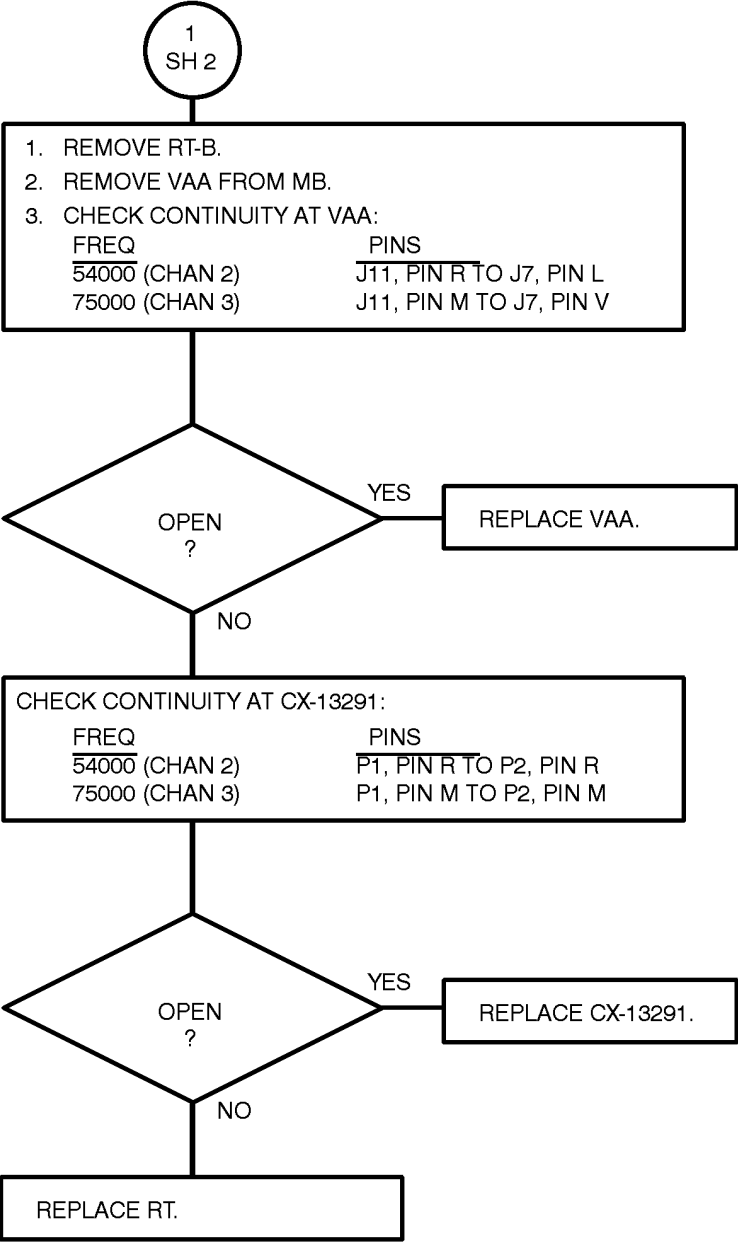 1
SH 2
1. REMOVE RT-B.
2. REMOVE VAA FROM MB.
3. CHECK CONTINUITY AT VAA:
FREQ PINS
54000 (CHAN 2) J11, PIN R TO J7, PIN L
75000 (CHAN 3) J11, PIN M TO J7, PIN V
OPEN
?
YES
REPLACE VAA.
NO
CHECK CONTINUITY AT CX-13291:
FREQ PINS
54000 (CHAN 2) P1, PIN R TO P2, PIN R
75000 (CHAN 3) P1, PIN M TO P2, PIN M
OPEN
?
YES
REPLACE CX-13291.
NO
REPLACE RT.